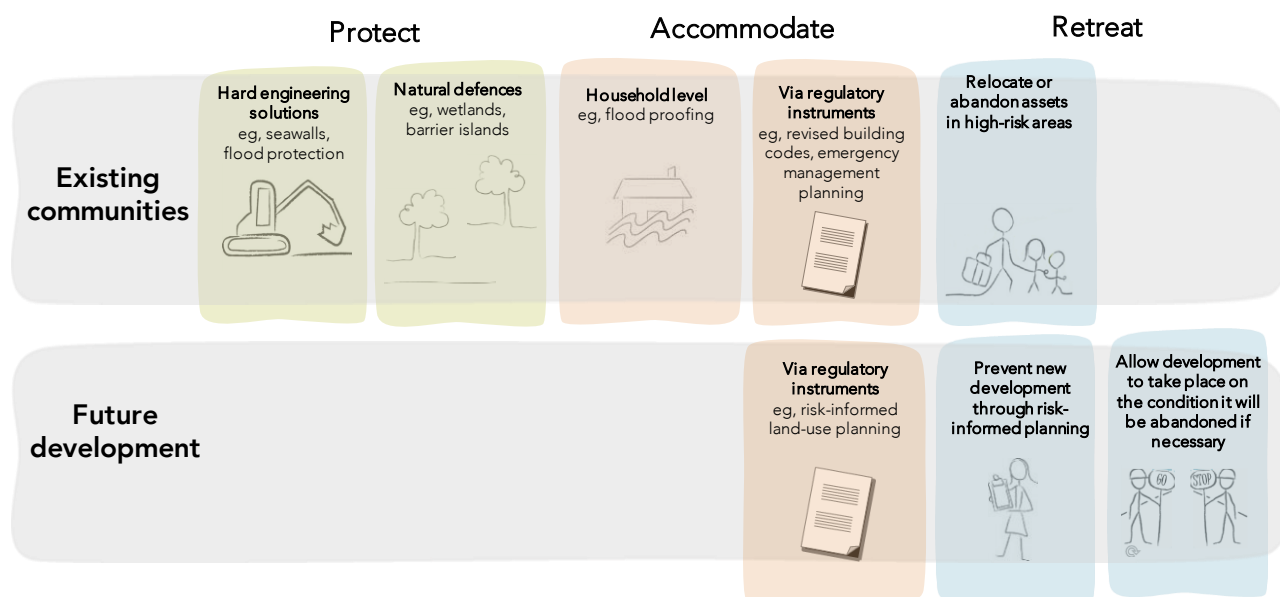 Protect
Accommodate
Retreat
Existing
communities
Hard engineering
solutions
eg, seawalls,
flood protection
Natural defences
eg, wetlands,
barrier islands
Household level
eg, flood proofing
Via regulatory
instruments
eg, revised building
codes, emergency
management
planning
Relocate or
abandon assets
in high-risk areas
Future
development
Via regulatory
instruments
eg, risk-informed
land-use planning
Prevent new
development
through risk-
informed planning
Allow development
to take place on
the condition it will
be abandoned if
necessary
GO
STOP